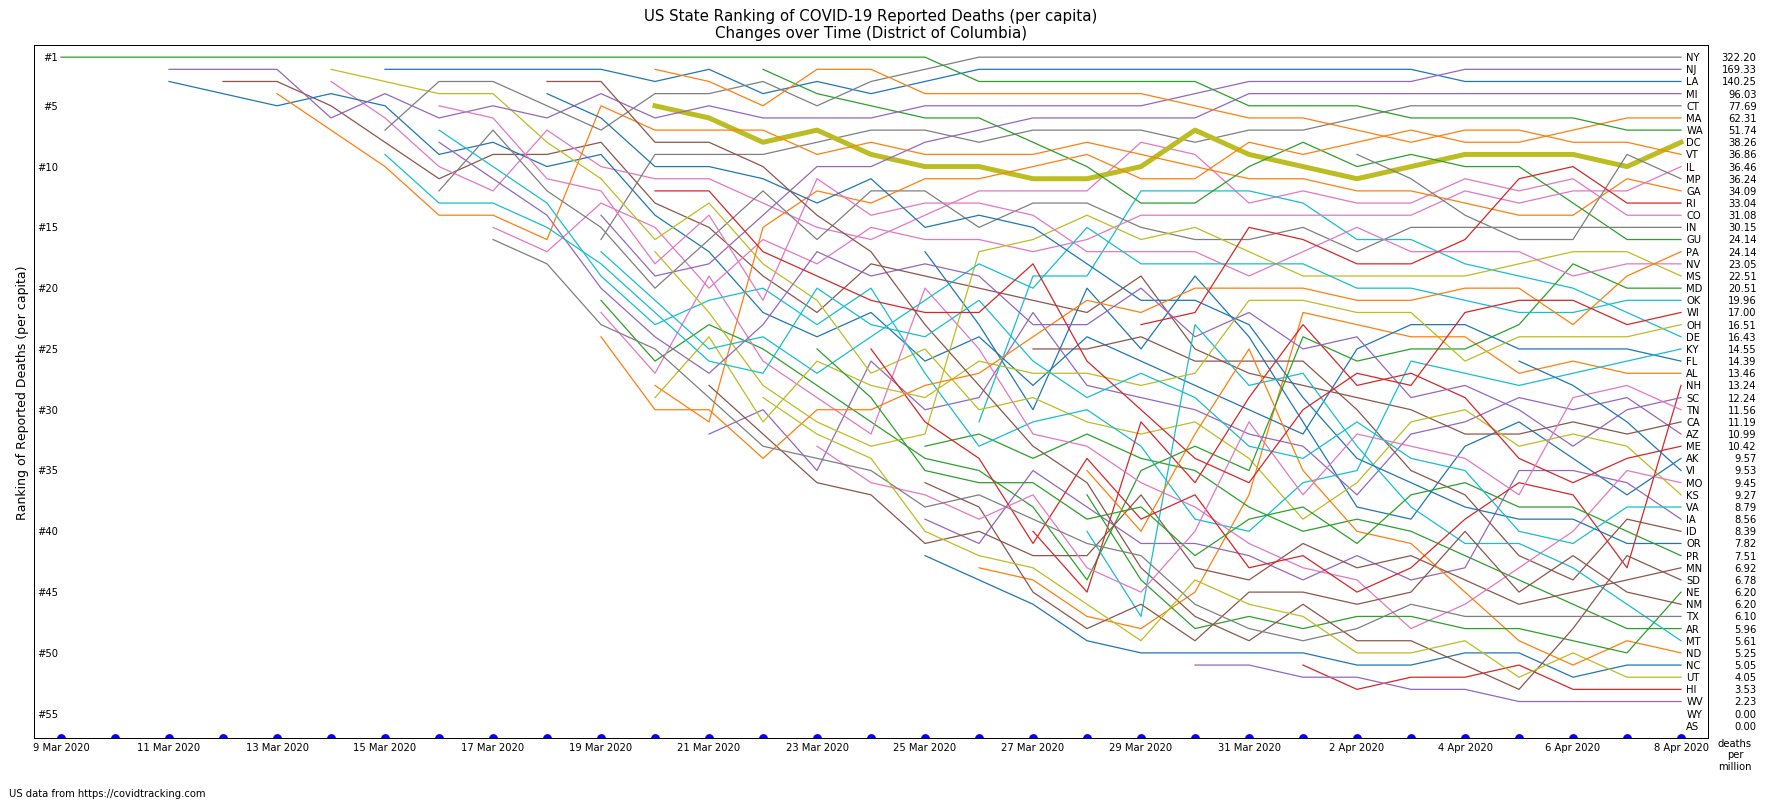 US State Ranking of COVID-19 Reported Deaths (per capita)
Changes over Time (District of Columbia)
Ranking of Reported Deaths (per capita)
#1
#5
#10
#15
#20
#25
#30
#35
#40
#45
#50
#55
NY 322.20
NJ 169.33
LA 140.25
MI 96.03
CT 77.69
MA 62.31
WA 51.74
DC 38.26
VT 36.86
IL 36.46
MP 36.24
GA 34.09
RI 33.04
CO 31.08
IN 30.15
GU 24.14
PA 24.14
NV 23.05
MS 22.51
MD 20.51
OK 19.96
WI 17.00
OH 16.51
DE 16.43
KY 14.55
FL 14.39
AL 13.46
NH 13.24
SC 12.24
TN 11.56
CA 11.19
AZ 10.99
ME 10.42
AK 9.57
VI 9.53
MO 9.45
KS 9.27
VA 8.79
IA 8.56
ID 8.39
OR 7.82
PR 7.51
MN 6.92
SD 6.78
NE 6.20
NM 6.20
TX 6.10
AR 5.96
MT 5.61
ND 5.25
NC 5.05
UT 4.05
HI 3.53
WV 2.23
WY 0.00
AS 0.00
9 Mar 2020 11 Mar 2020 13 Mar 2020 15 Mar 2020 17 Mar 2020 19 Mar 2020 21 Mar 2020 23 Mar 2020 25 Mar 2020 27 Mar 2020 29 Mar 2020 31 Mar 2020 2 Apr 2020 4 Apr 2020 6 Apr 2020 8 Apr 2020
deaths
per
million
US data from https://covidtracking.com